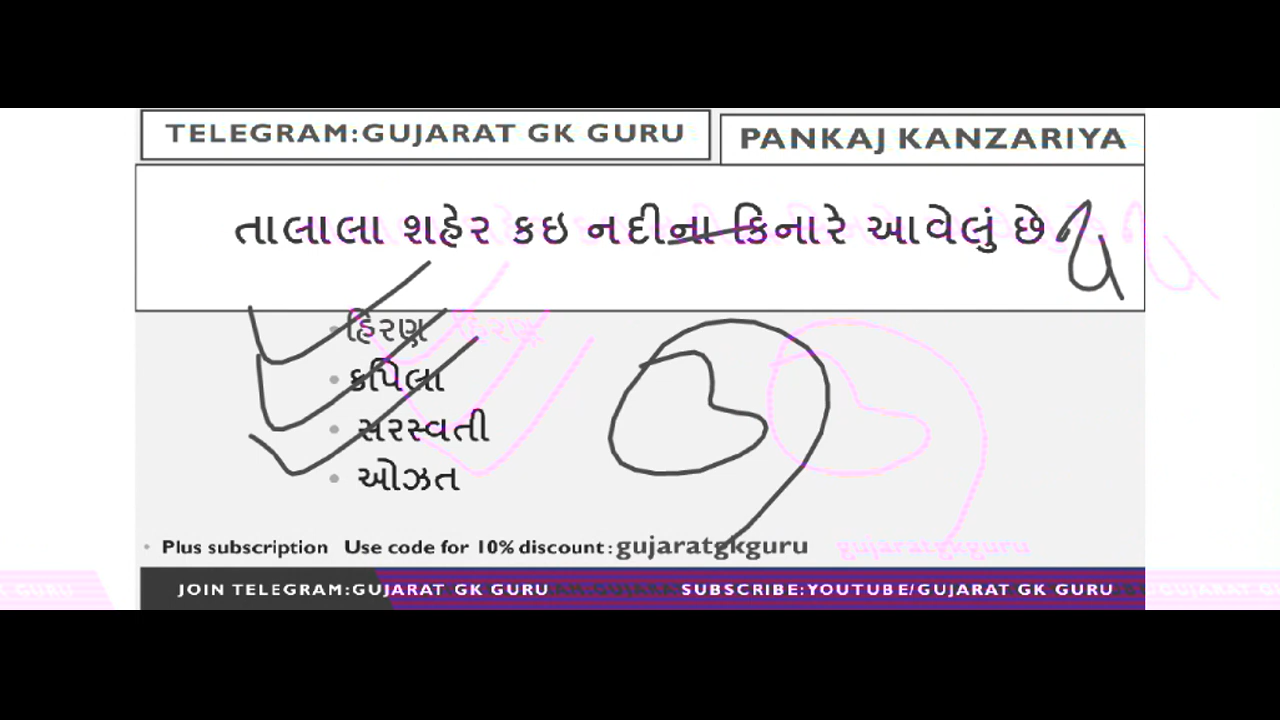 TELEGRAM:GUJARAT GK GURU
PANKAJ KANZARIYA
તાલાલા શહેર કઇ નદીના કિનારે આવેલું છે
• હિરણ
• કપિલા
• સરસ્વતી
• ઓઝત
• Plus subscription Use code for 10% discount : gujaratgkguru
JOIN TELEGRAM:GUJARAT GK GURU SUBSCRIBE:YOUTUBE/GUJARAT GK GURU